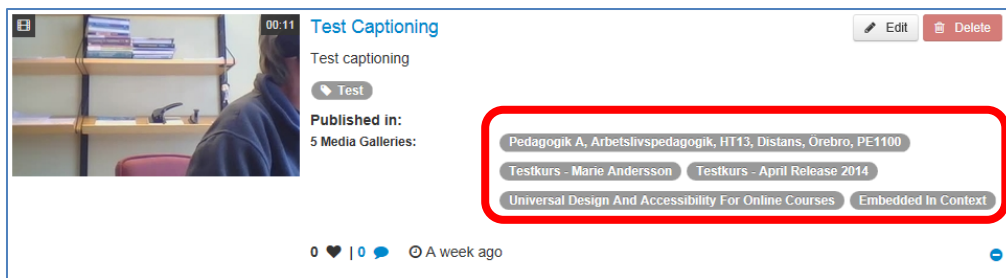 00:11
Test Captioning
Edit
Delete
Test captioning
Test
Published in:
5 Media Galleries:
Pedagogik A, Arbetslivspedagogik, HT13, Distans, Örebro, PE1100
Testkurs - Marie Andersson
Testkurs - April Release 2014
Universal Design And Accessibility For Online Courses
Embedded In Context
0 | 0 A week ago